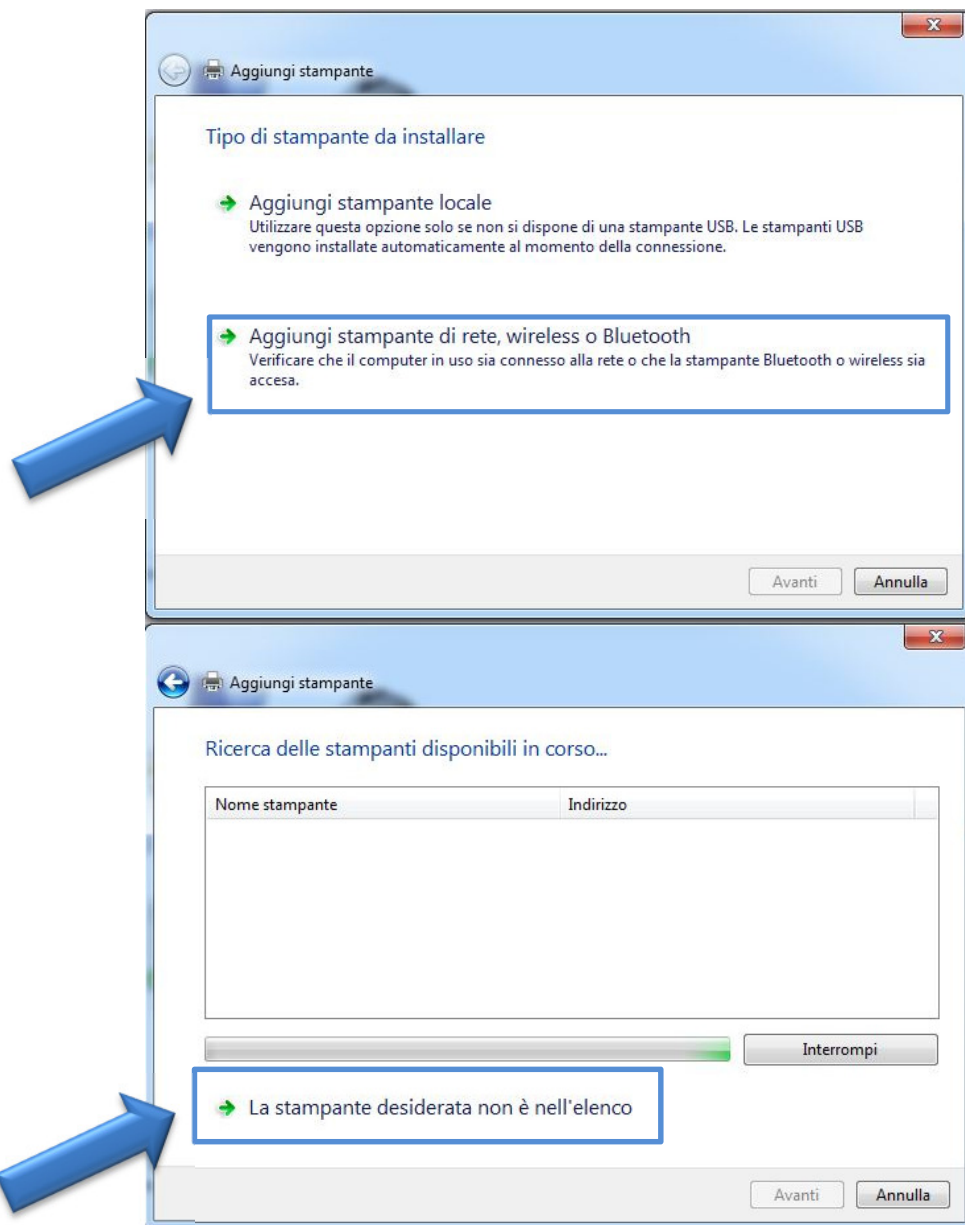 Aggiungi stampante
Tipo di stampante da installare
Aggiungi stampante locale
Utilizzare questa opzione solo se non si dispone di una stampante USB. Le stampanti USB
vengono installate automaticamente al momento della connessione.
Aggiungi stampante di rete, wireless o Bluetooth
Verificare che il computer in uso sia connesso alla rete o che la stampante Bluetooth o wireless sia
accesa.
Avanti Annulla
Aggiungi stampante
Ricerca delle stampanti disponibili in corso...
Nome stampante Indirizzo
Interrompi
La stampante desiderata non è nell'elenco
Avanti Annulla